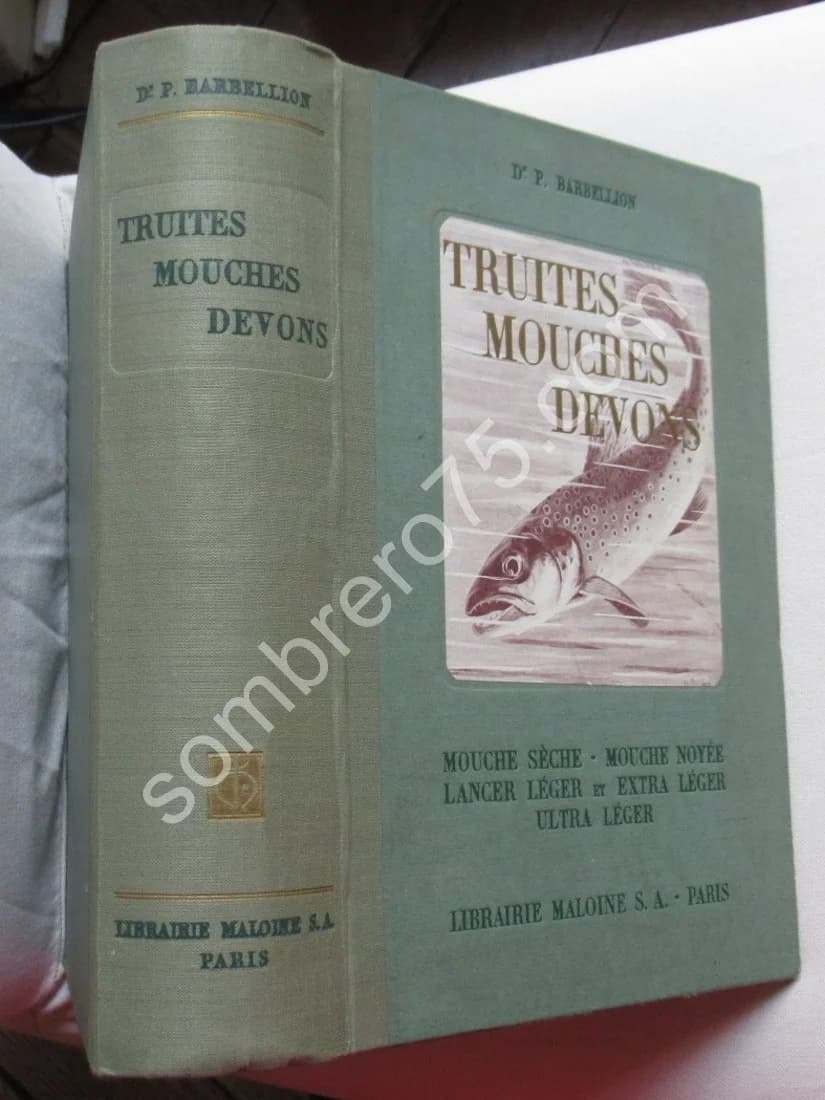 Dʳ P. BARBELLION
TRUITES
MOUCHES
DEVONS
LIBRAIRIE MALOINE S.A.
PARIS
Dʳ P. BARBELLION
TRUITES
MOUCHES
DEVONS
MOUCHE SÈCHE - MOUCHE NOYÉE
LANCER LÉGER ET EXTRA LÉGER
ULTRA LÉGER
LIBRAIRIE MALOINE S. A. - PARIS
sombrero75.com